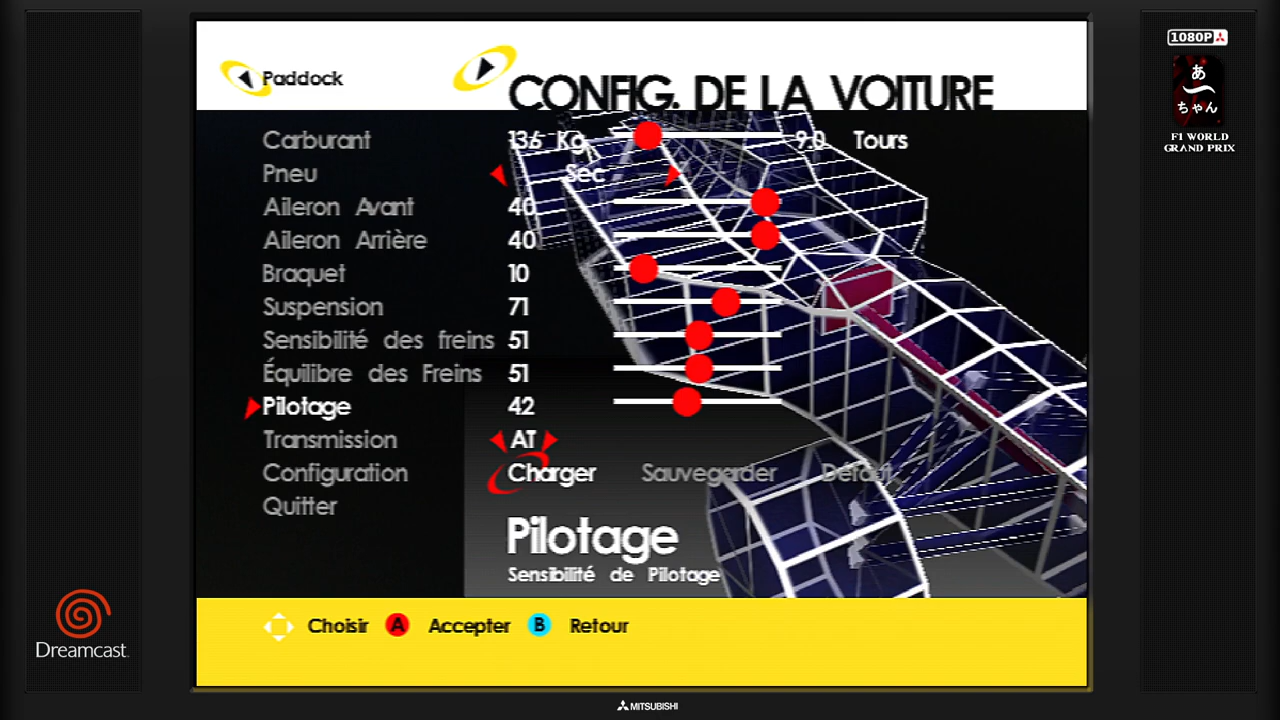 Paddock
CONFIG. DE LA VOITURE
Carburant 136 Kg 9.0 Tours
Pneu Sec
Aileron Avant 40
Aileron Arrière 40
Braquet 10
Suspension 71
Sensibilité des freins 51
Équilibre des Freins 51
Pilotage 42
Transmission AT
Configuration Charger Sauvegarder Défaut
Quitter
Pilotage
Sensibilité de Pilotage
Choisir A Accepter B Retour
1080P
あーちゃん
F1 WORLD
GRAND PRIX
Dreamcast
MITSUBISHI